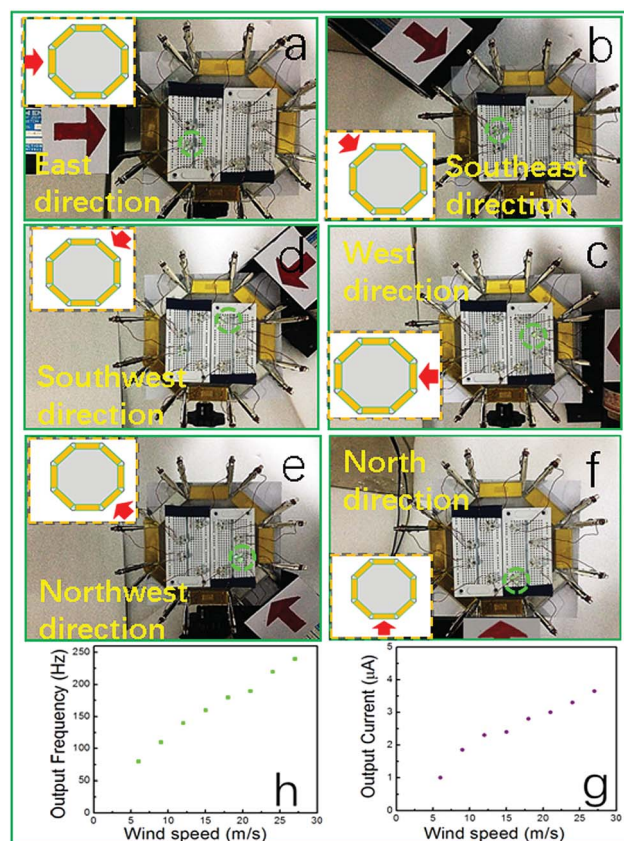 a
East
direction
b
Southeast
direction
d
Southwest
direction
c
West
direction
e
Northwest
direction
f
North
direction
250
200
150
100
50
0
0 5 10 15 20 25 30
Output Frequency (Hz)
Wind speed (m/s)
h
5
4
3
2
1
0
0 5 10 15 20 25 30
Output Current (μA)
Wind speed (m/s)
g